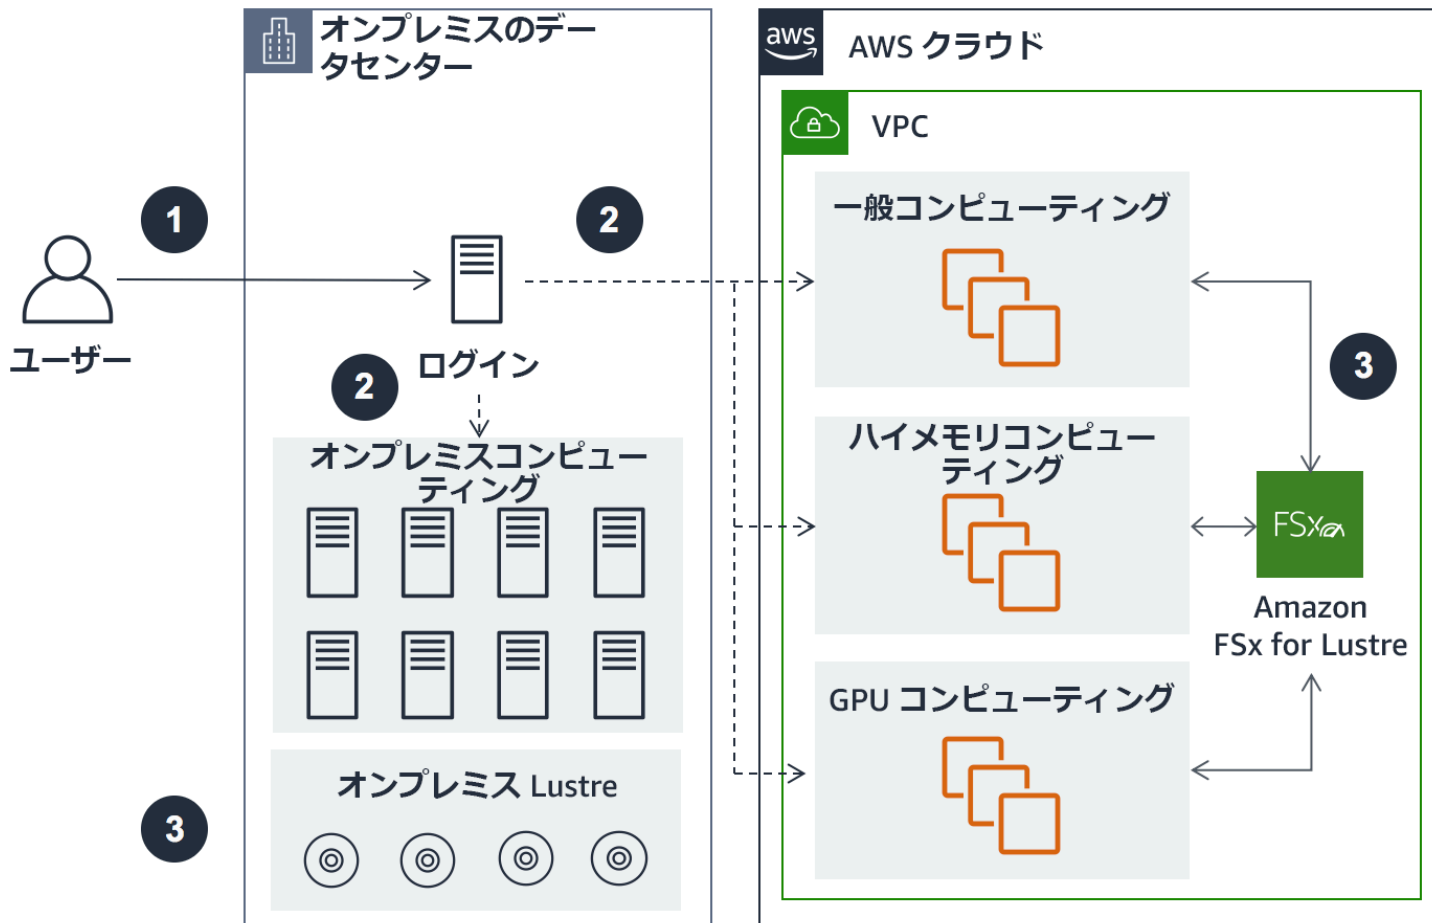 オンプレミスのデー
タセンター
aws
AWS クラウド
VPC
1
2
一般コンピューティング
ユーザー
ログイン
2
3
オンプレミスコンピュー
ティング
ハイメモリコンピュー
ティング
FSx
Amazon
FSx for Lustre
GPU コンピューティング
オンプレミス Lustre
3